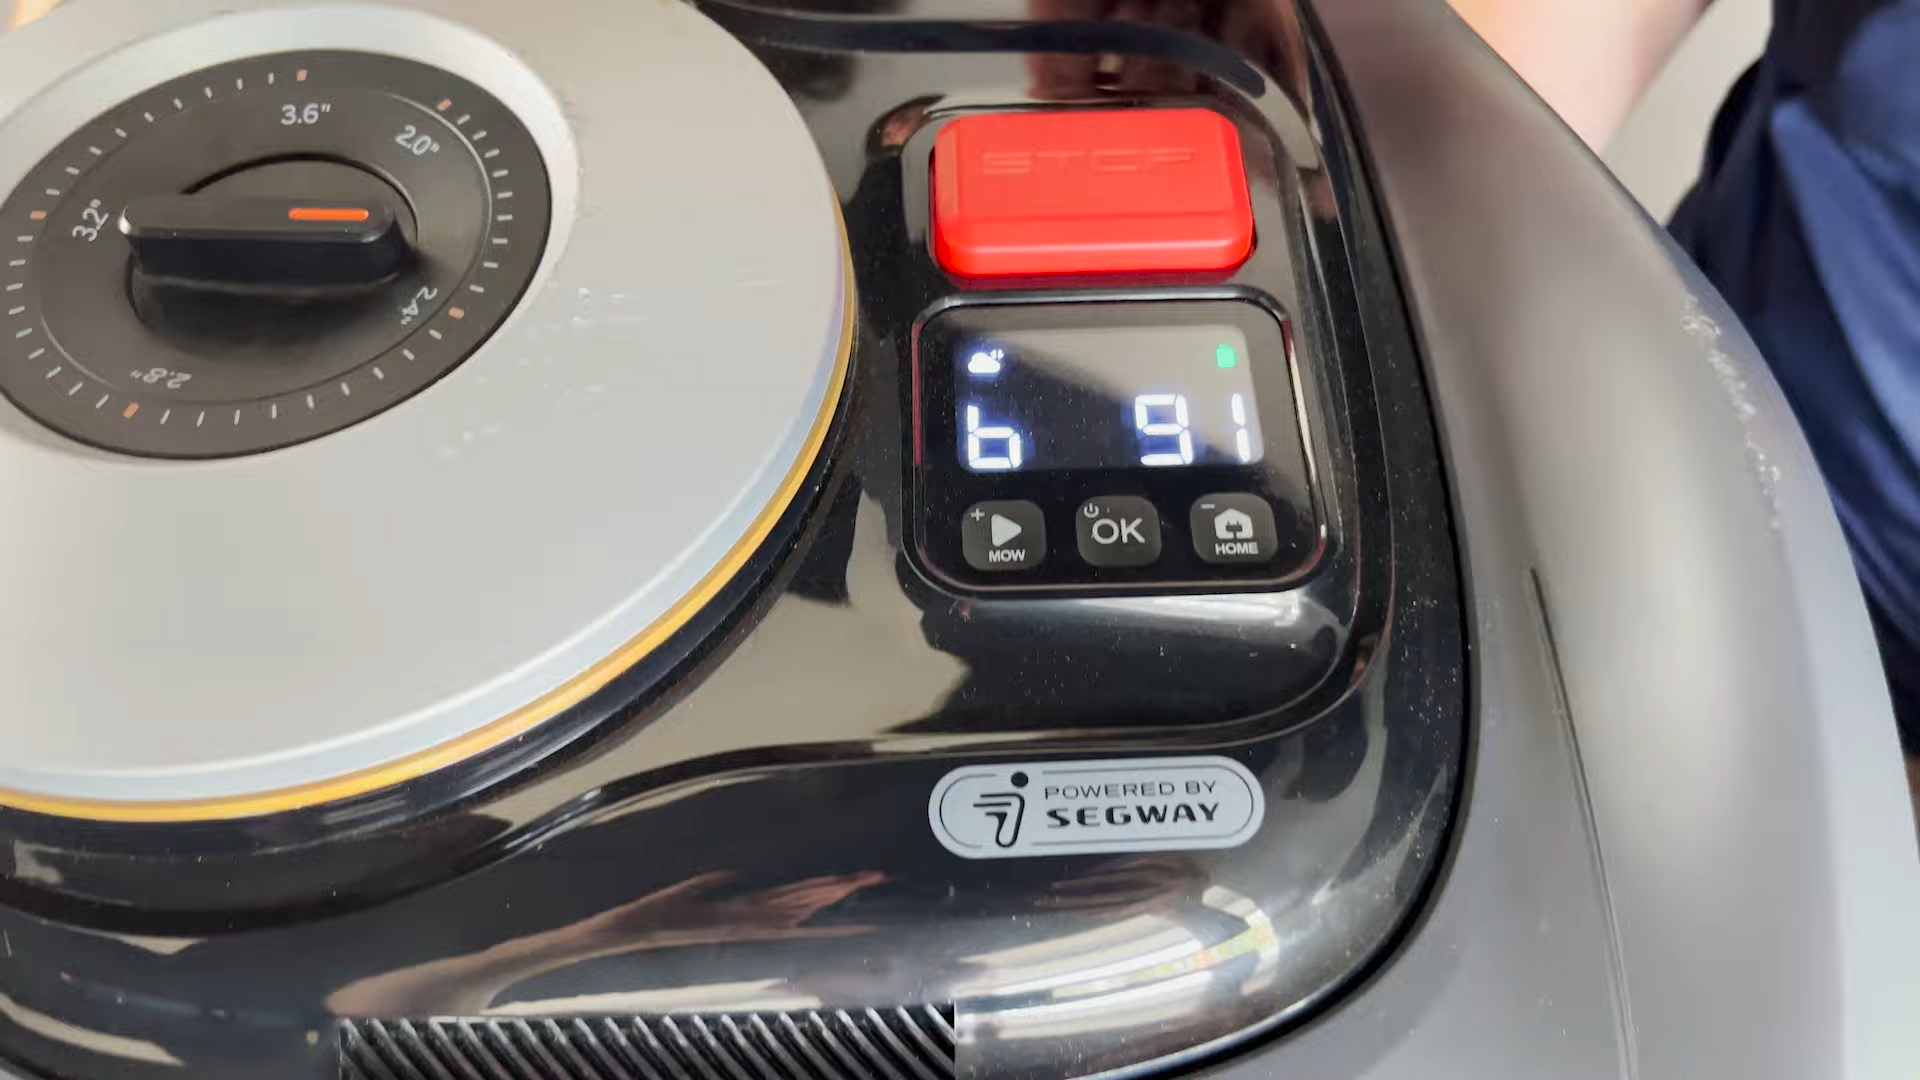 3.6"
2.0"
3.2"
2.4"
2.8"
STOP
b 91
+ MOW
OK
- HOME
POWERED BY
SEGWAY